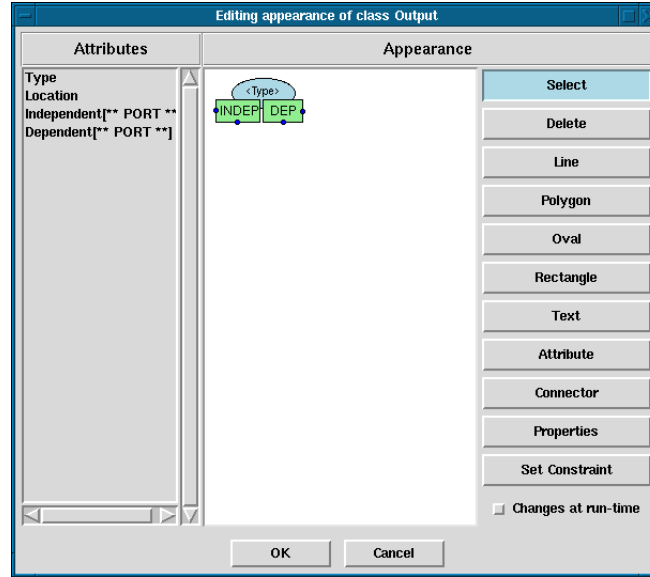 Editing appearance of class Output
Attributes
Appearance
Type
Location
Independent[** PORT **
Dependent[** PORT **]
<Type>
INDEP DEP
Select
Delete
Line
Polygon
Oval
Rectangle
Text
Attribute
Connector
Properties
Set Constraint
Changes at run-time
OK
Cancel